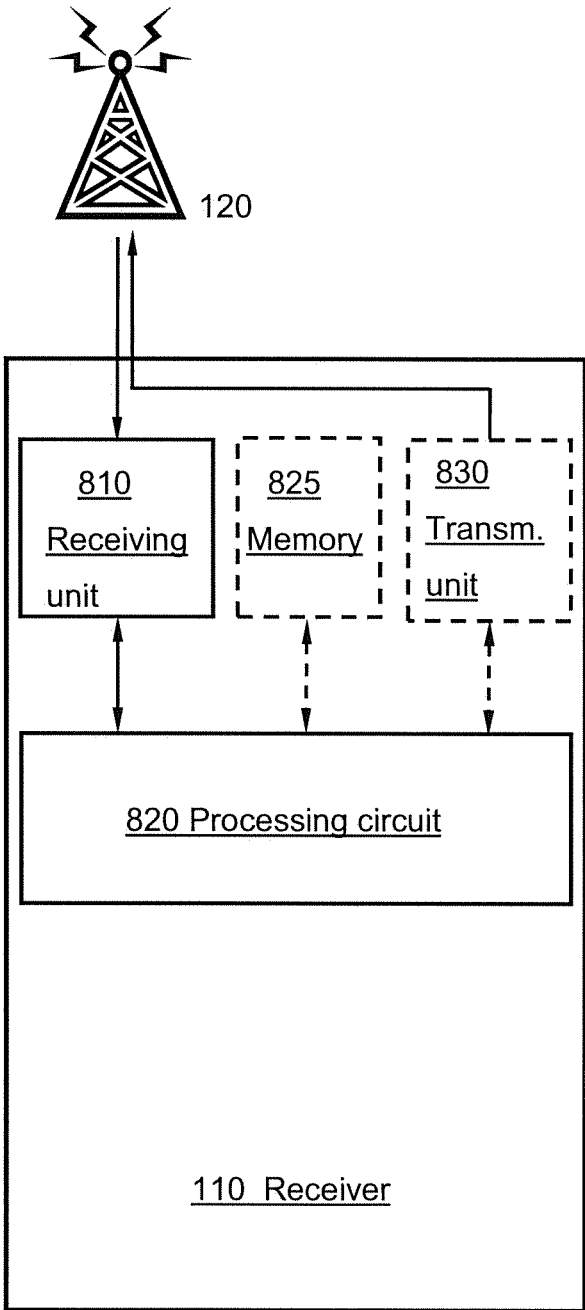 120
810
Receiving
unit
825
Memory
830
Transm.
unit
820 Processing circuit
110 Receiver